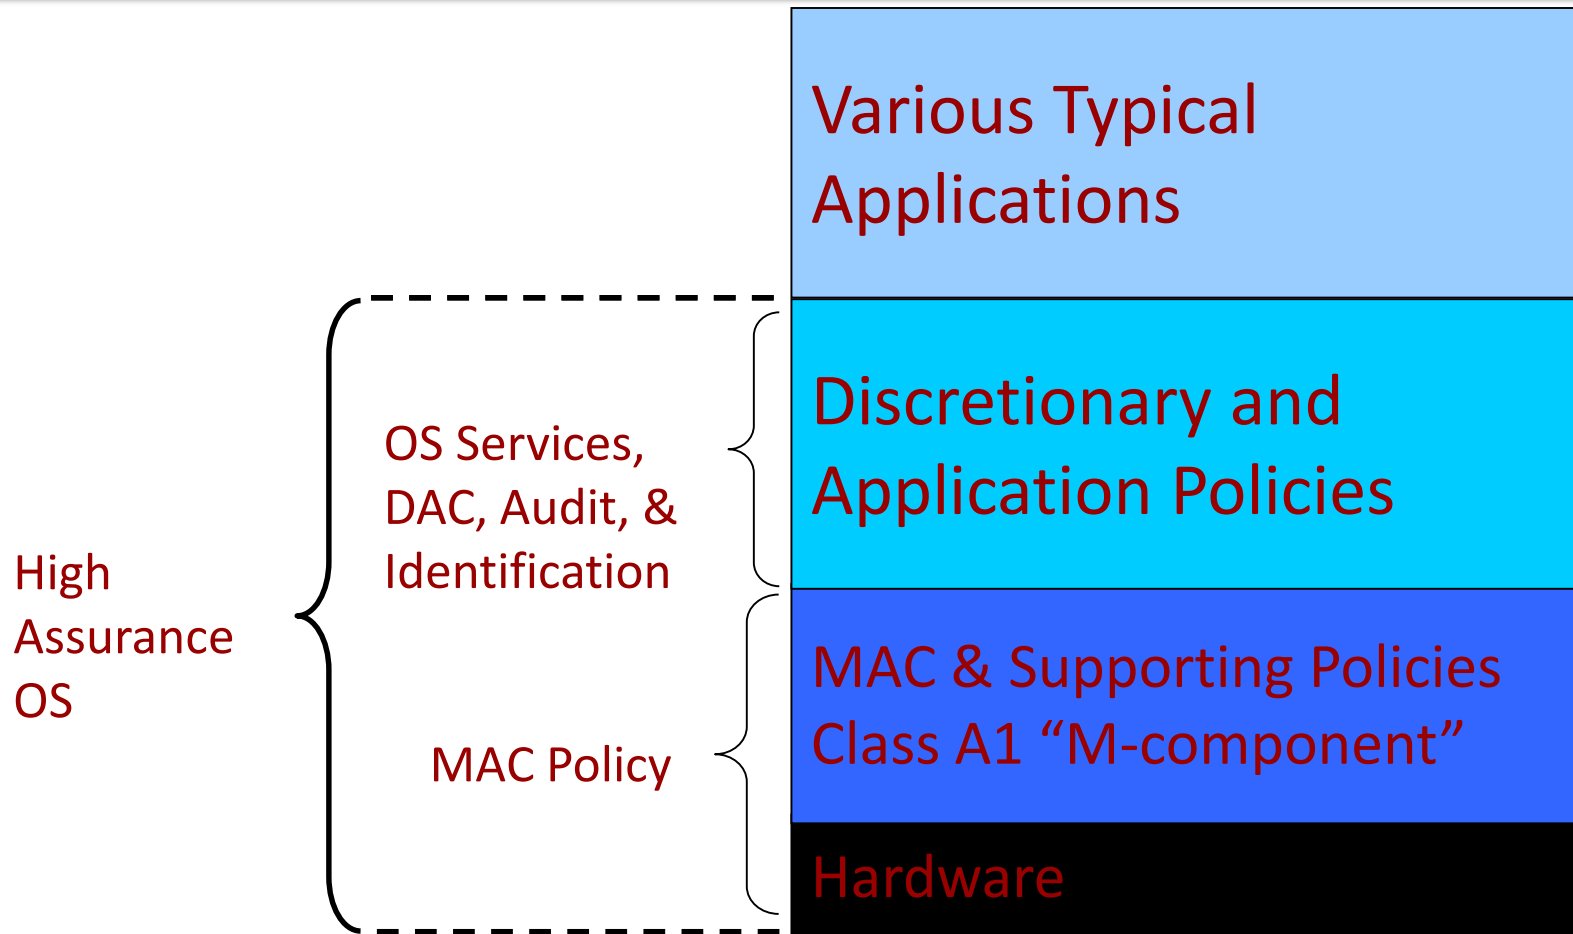 Various Typical
Applications
Discretionary and
Application Policies
OS Services,
DAC, Audit, &
Identification
High
Assurance
OS
MAC & Supporting Policies
Class A1 “M-component”
MAC Policy
Hardware